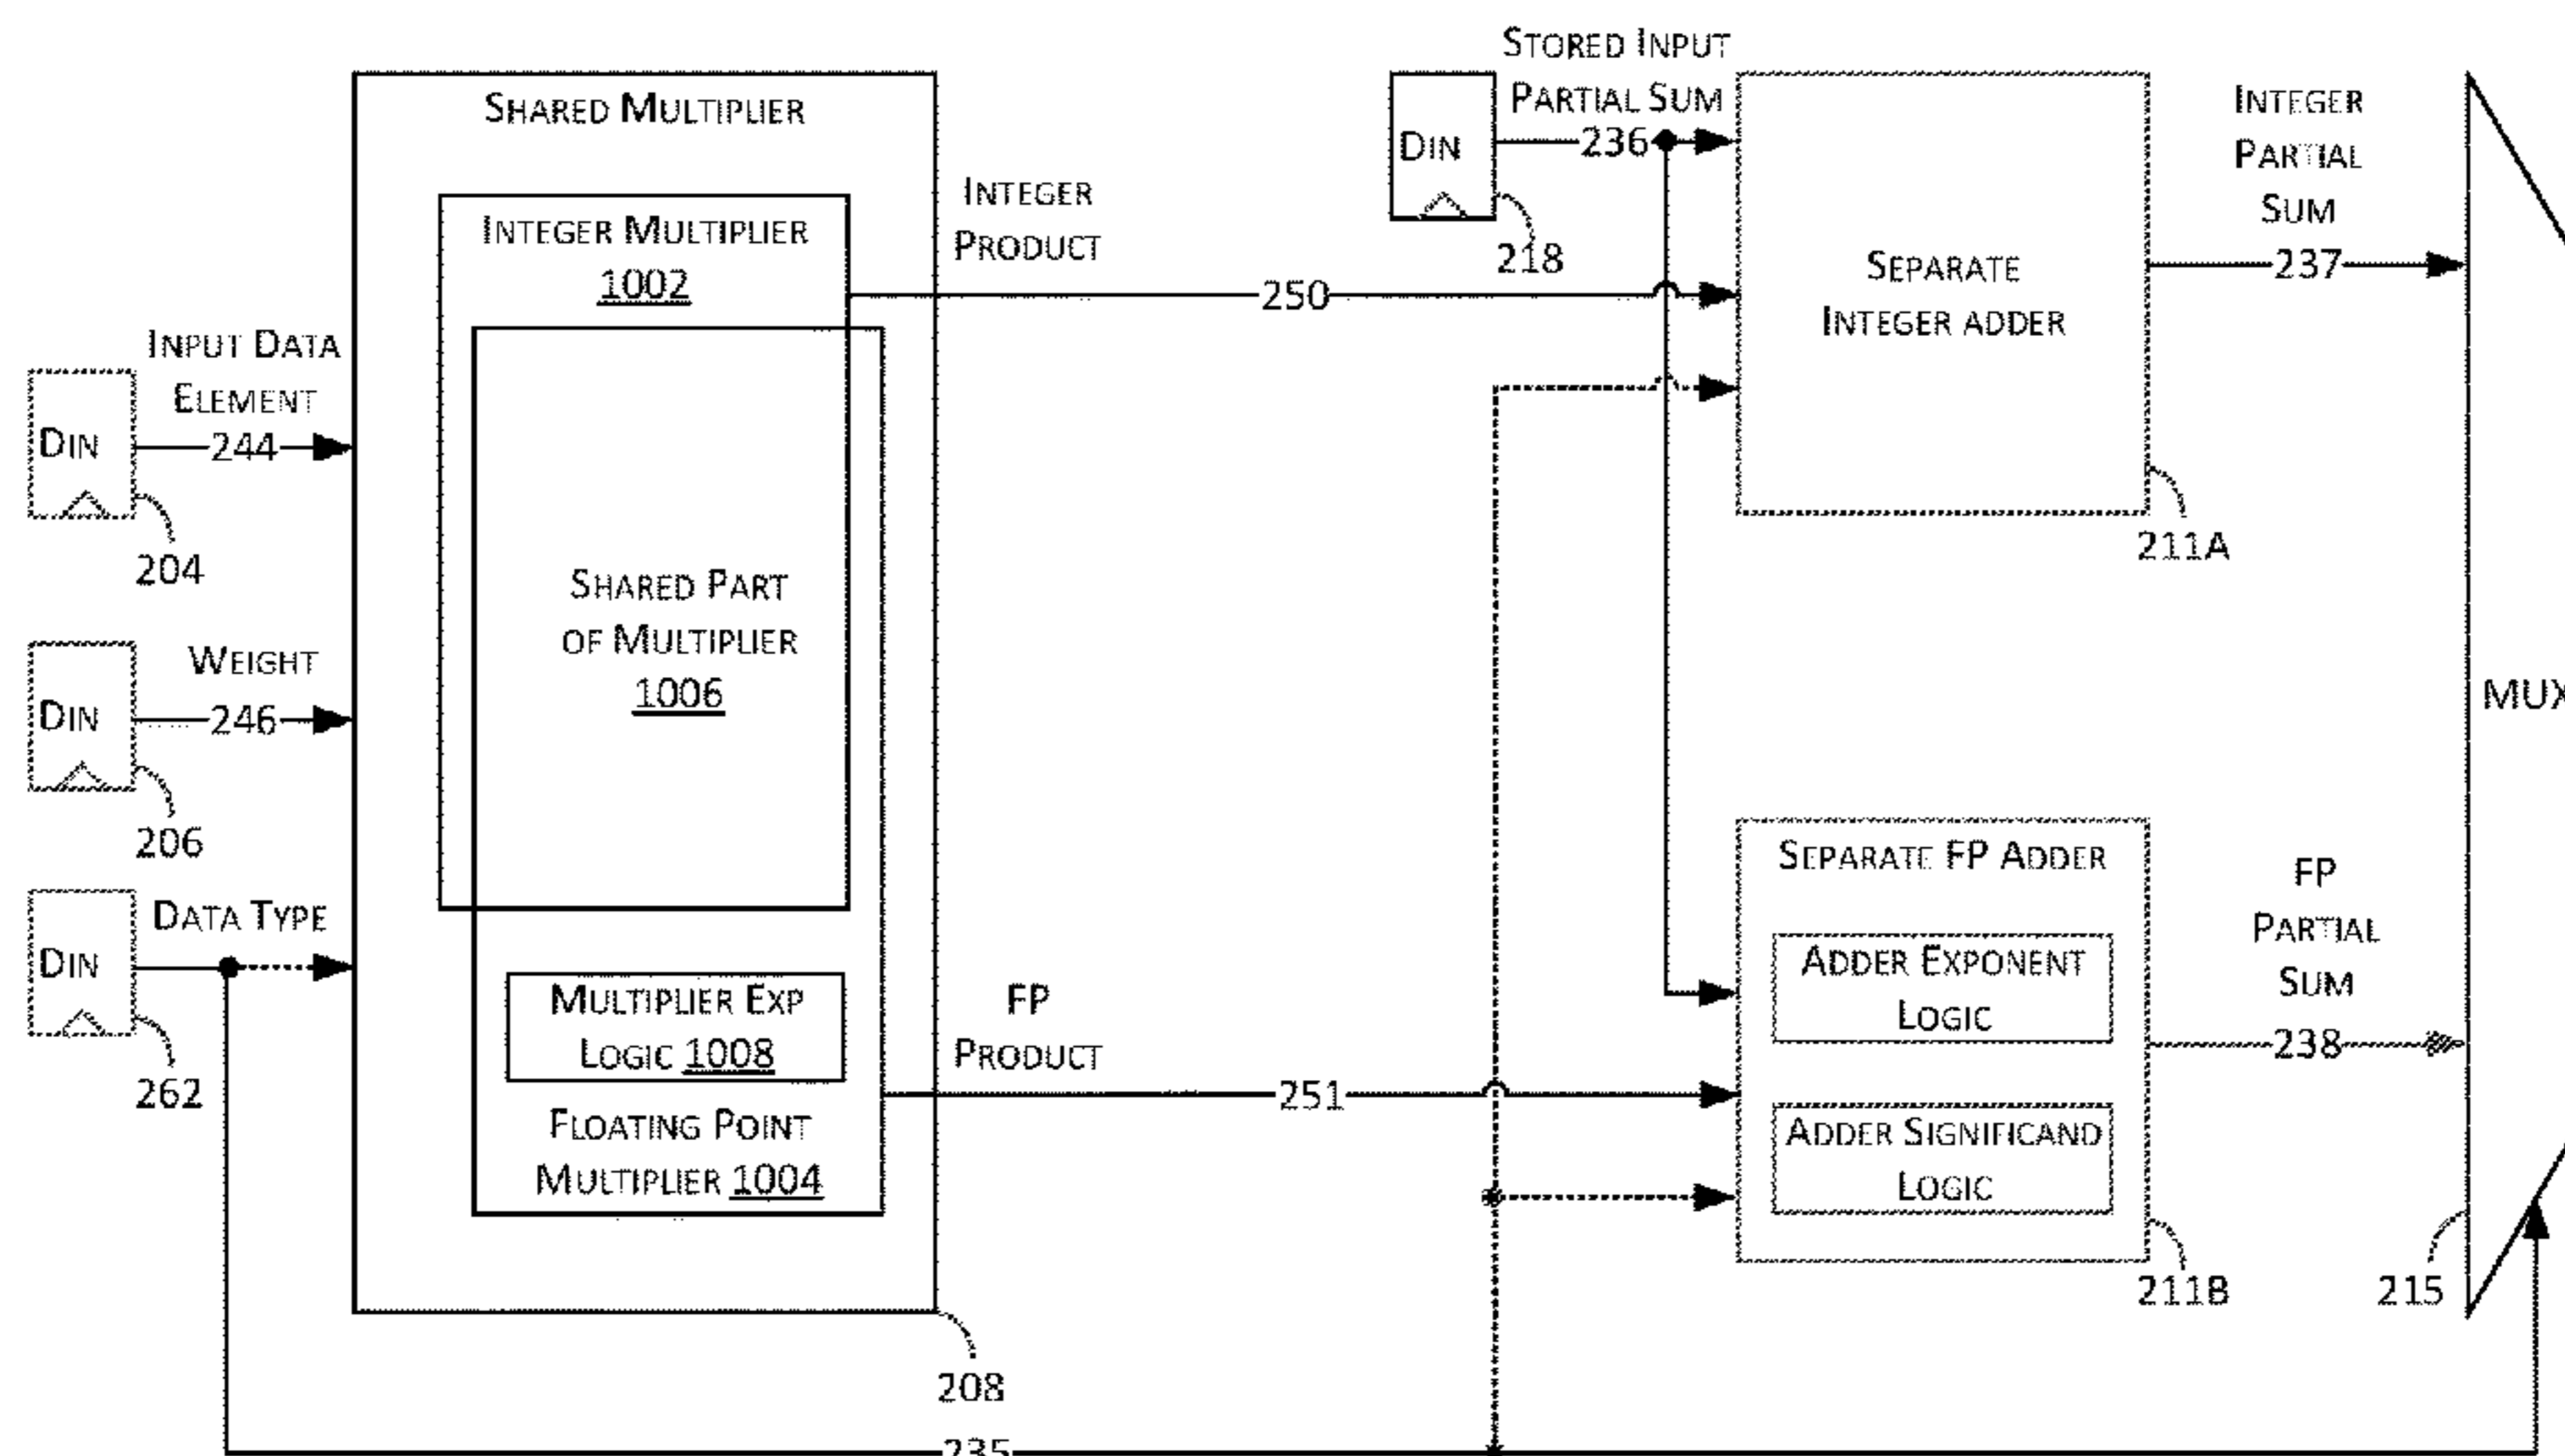 SHARED MULTIPLIER
INTEGER MULTIPLIER
1002
SHARED PART
OF MULTIPLIER
1006
MULTIPLIER EXP
LOGIC 1008
FLOATING POINT
MULTIPLIER 1004
208
INPUT DATA
ELEMENT
DIN
244
204
WEIGHT
DIN
246
206
DATA TYPE
DIN
262
INTEGER
PRODUCT
250
FP
PRODUCT
251
235
STORED INPUT
PARTIAL SUM
DIN
236
218
SEPARATE
INTEGER ADDER
211A
SEPARATE FP ADDER
ADDER EXPONENT
LOGIC
ADDER SIGNIFICAND
LOGIC
211B
INTEGER
PARTIAL
SUM
237
FP
PARTIAL
SUM
238
MUX
215